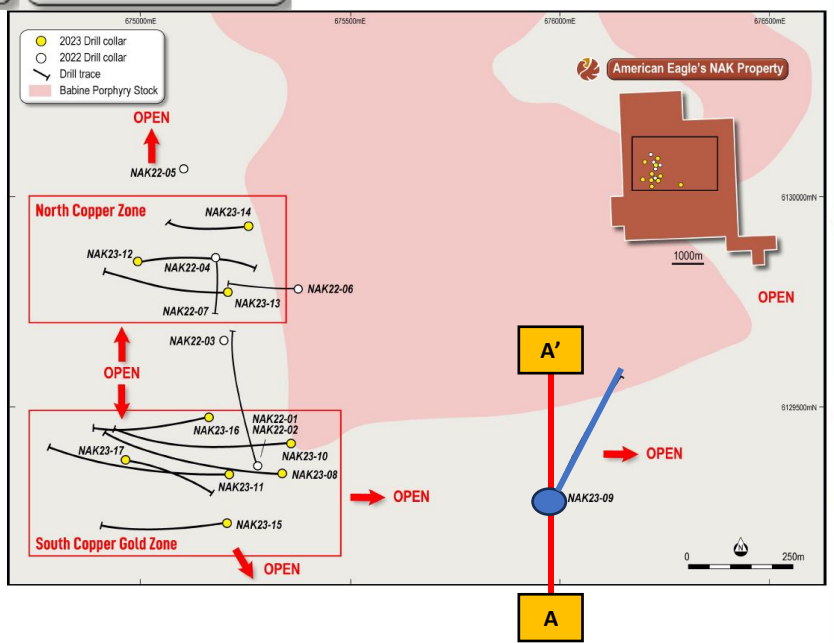 675000mE
675500mE
676000mE
676500mE
2023 Drill collar
2022 Drill collar
Drill trace
Babine Porphyry Stock
American Eagle's NAK Property
OPEN
NAK22-05
6130000mN
North Copper Zone
NAK23-14
NAK23-12
NAK22-04
NAK22-06
NAK23-13
NAK22-07
1000m
OPEN
NAK22-03
A'
OPEN
6129500mN
NAK22-01
NAK22-02
NAK23-16
NAK23-10
NAK23-17
NAK23-08
NAK23-11
OPEN
OPEN
NAK23-09
NAK23-15
South Copper Gold Zone
OPEN
N
0
250m
A